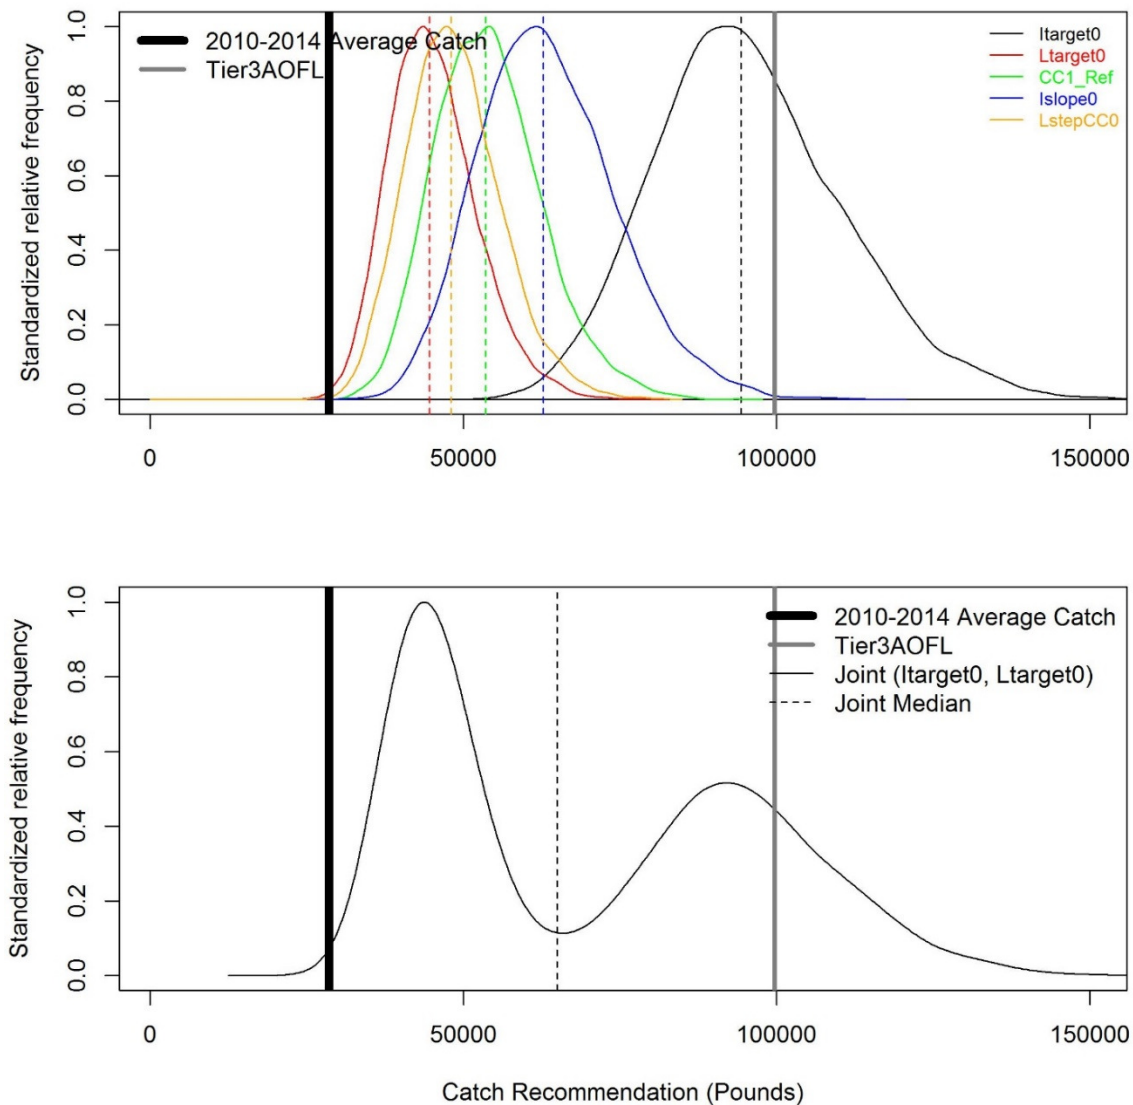 2010-2014 Average Catch
Tier3AOFL
Itarget0
Ltarget0
CC1_Ref
Islope0
LstepCC0
Standardized relative frequency
1.0
0.8
0.6
0.4
0.2
0.0
0 50000 100000 150000
2010-2014 Average Catch
Tier3AOFL
Joint (Itarget0, Ltarget0)
Joint Median
Standardized relative frequency
1.0
0.8
0.6
0.4
0.2
0.0
0 50000 100000 150000
Catch Recommendation (Pounds)